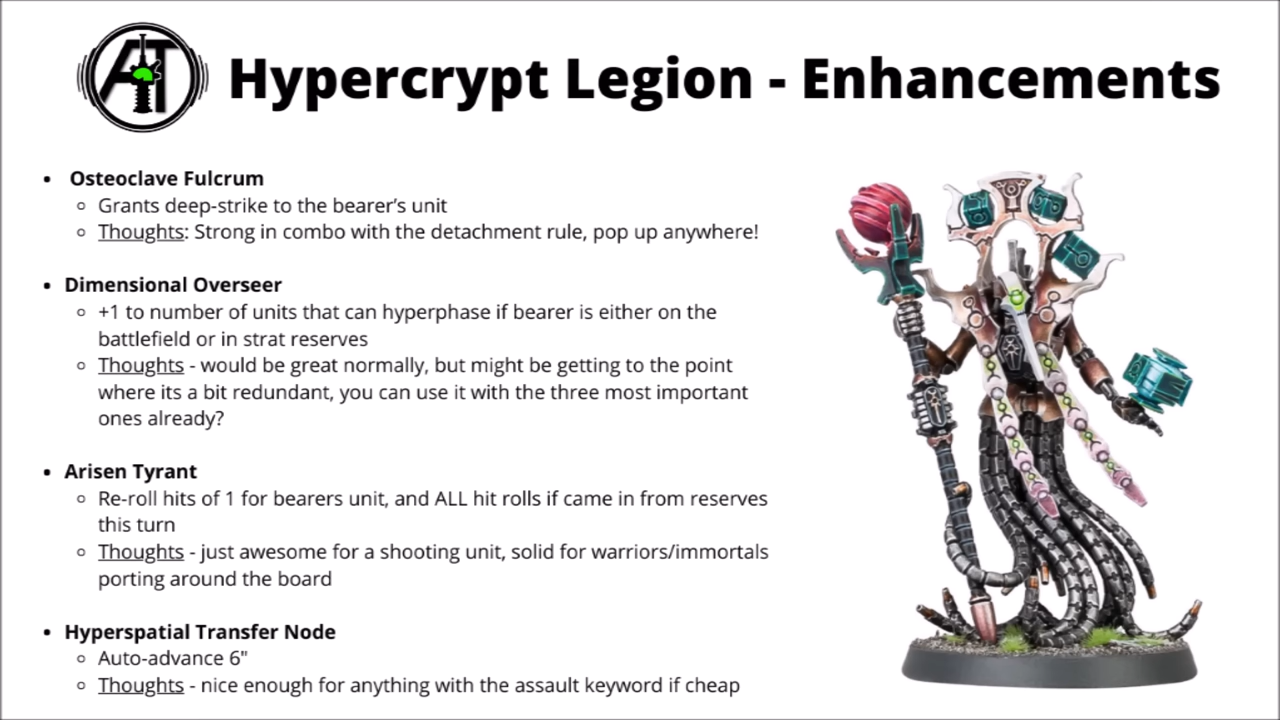 AT
Hypercrypt Legion - Enhancements
• Osteoclave Fulcrum
○ Grants deep-strike to the bearer's unit
○ Thoughts: Strong in combo with the detachment rule, pop up anywhere!
• Dimensional Overseer
○ +1 to number of units that can hyperphase if bearer is either on the
battlefield or in strat reserves
○ Thoughts - would be great normally, but might be getting to the point
where its a bit redundant, you can use it with the three most important
ones already?
• Arisen Tyrant
○ Re-roll hits of 1 for bearers unit, and ALL hit rolls if came in from reserves
this turn
○ Thoughts - just awesome for a shooting unit, solid for warriors/immortals
porting around the board
• Hyperspatial Transfer Node
○ Auto-advance 6"
○ Thoughts - nice enough for anything with the assault keyword if cheap